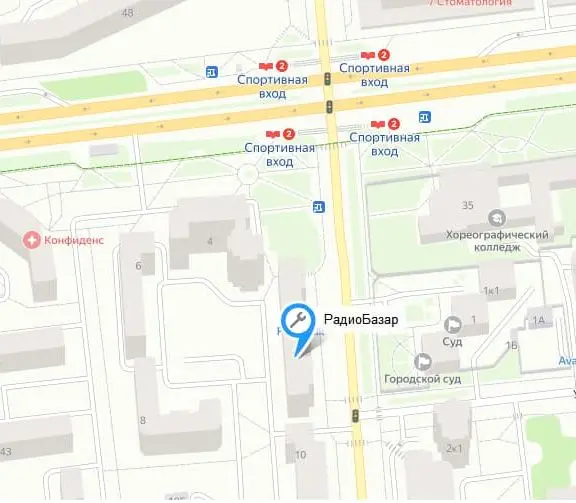 48
7 Стоматология
2
Спортивная
вход
2
Спортивная
вход
2
Спортивная
вход
2
Спортивная
вход
35
Хореографический
колледж
Конфиденс
4
6
1к1
РадиоБазар
1
Суд
1А
1Б
Ava
Городской суд
8
43
10
2к1